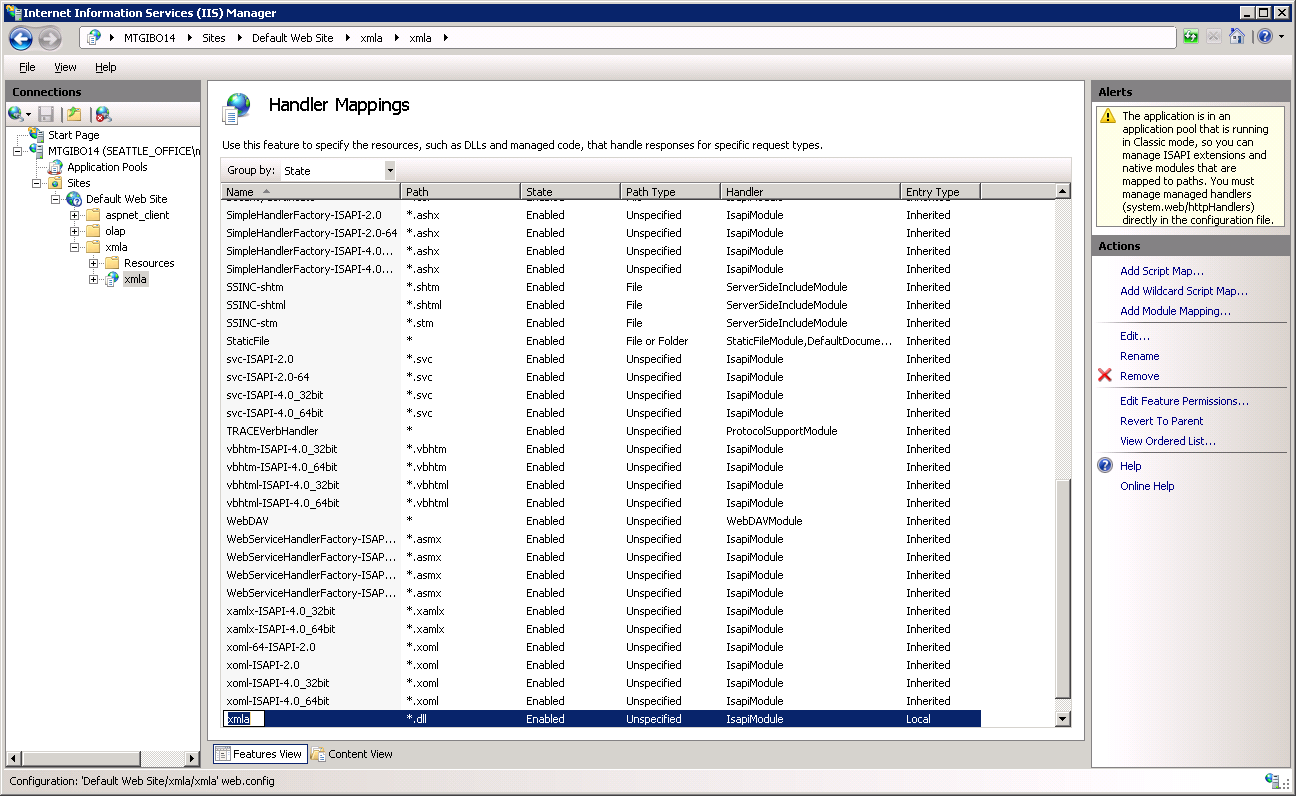 Internet Information Services (IIS) Manager
MTGIBO14 Sites Default Web Site xmla xmla
File View Help
Connections
Start Page
MTGIBO14 (SEATTLE_OFFICE\n
Application Pools
Sites
Default Web Site
aspnet_client
olap
xmla
Resources
xmla
Handler Mappings
Use this feature to specify the resources, such as DLLs and managed code, that handle responses for specific request types.
Group by: State
Name Path State Path Type Handler Entry Type
SimpleHandlerFactory-ISAPI-2.0 *.ashx Enabled Unspecified IsapiModule Inherited
SimpleHandlerFactory-ISAPI-2.0-64 *.ashx Enabled Unspecified IsapiModule Inherited
SimpleHandlerFactory-ISAPI-4.0... *.ashx Enabled Unspecified IsapiModule Inherited
SimpleHandlerFactory-ISAPI-4.0... *.ashx Enabled Unspecified IsapiModule Inherited
SSINC-shtm *.shtm Enabled File ServerSideIncludeModule Inherited
SSINC-shtml *.shtml Enabled File ServerSideIncludeModule Inherited
SSINC-stm *.stm Enabled File ServerSideIncludeModule Inherited
StaticFile * Enabled File or Folder StaticFileModule,DefaultDocume... Inherited
svc-ISAPI-2.0 *.svc Enabled Unspecified IsapiModule Inherited
svc-ISAPI-2.0-64 *.svc Enabled Unspecified IsapiModule Inherited
svc-ISAPI-4.0_32bit *.svc Enabled Unspecified IsapiModule Inherited
svc-ISAPI-4.0_64bit *.svc Enabled Unspecified IsapiModule Inherited
TRACEVerbHandler * Enabled Unspecified ProtocolSupportModule Inherited
vbhtm-ISAPI-4.0_32bit *.vbhtm Enabled Unspecified IsapiModule Inherited
vbhtm-ISAPI-4.0_64bit *.vbhtm Enabled Unspecified IsapiModule Inherited
vbhtml-ISAPI-4.0_32bit *.vbhtml Enabled Unspecified IsapiModule Inherited
vbhtml-ISAPI-4.0_64bit *.vbhtml Enabled Unspecified IsapiModule Inherited
WebDAV * Enabled Unspecified WebDAVModule Inherited
WebServiceHandlerFactory-ISAP... *.asmx Enabled Unspecified IsapiModule Inherited
WebServiceHandlerFactory-ISAP... *.asmx Enabled Unspecified IsapiModule Inherited
WebServiceHandlerFactory-ISAP... *.asmx Enabled Unspecified IsapiModule Inherited
WebServiceHandlerFactory-ISAP... *.asmx Enabled Unspecified IsapiModule Inherited
xamlx-ISAPI-4.0_32bit *.xamlx Enabled Unspecified IsapiModule Inherited
xamlx-ISAPI-4.0_64bit *.xamlx Enabled Unspecified IsapiModule Inherited
xoml-64-ISAPI-2.0 *.xoml Enabled Unspecified IsapiModule Inherited
xoml-ISAPI-2.0 *.xoml Enabled Unspecified IsapiModule Inherited
xoml-ISAPI-4.0_32bit *.xoml Enabled Unspecified IsapiModule Inherited
xoml-ISAPI-4.0_64bit *.xoml Enabled Unspecified IsapiModule Inherited
xmla *.dll Enabled Unspecified IsapiModule Local
Features View Content View
Alerts
The application is in an
application pool that is running
in Classic mode, so you can
manage ISAPI extensions and
native modules that are
mapped to paths. You must
manage managed handlers
(system.web/httpHandlers)
directly in the configuration file.
Actions
Add Script Map...
Add Wildcard Script Map...
Add Module Mapping...
Edit...
Rename
Remove
Edit Feature Permissions...
Revert To Parent
View Ordered List...
Help
Online Help
Configuration: 'Default Web Site/xmla/xmla' web.config